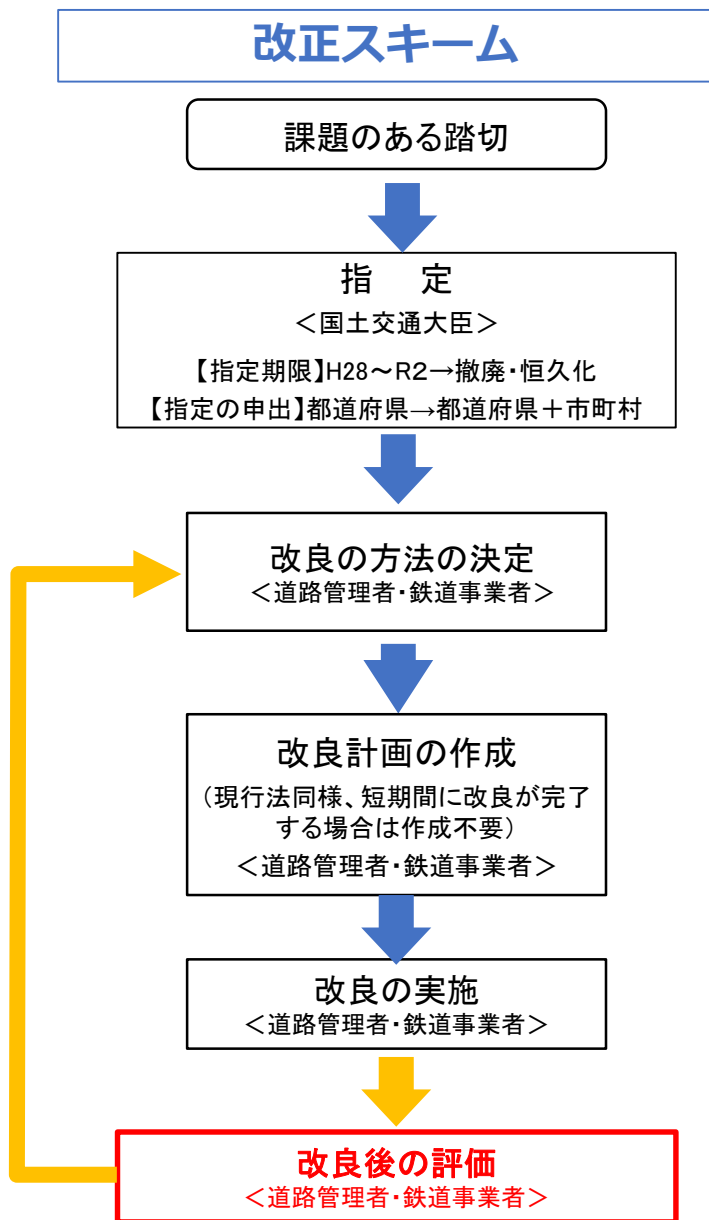 改正スキーム
課題のある踏切
指　定
＜国土交通大臣＞
【指定期限】H28～R2→撤廃・恒久化
【指定の申出】都道府県→都道府県＋市町村
改良の方法の決定
＜道路管理者・鉄道事業者＞
改良計画の作成
（現行法同様、短期間に改良が完了
する場合は作成不要）
＜道路管理者・鉄道事業者＞
改良の実施
＜道路管理者・鉄道事業者＞
改良後の評価
＜道路管理者・鉄道事業者＞